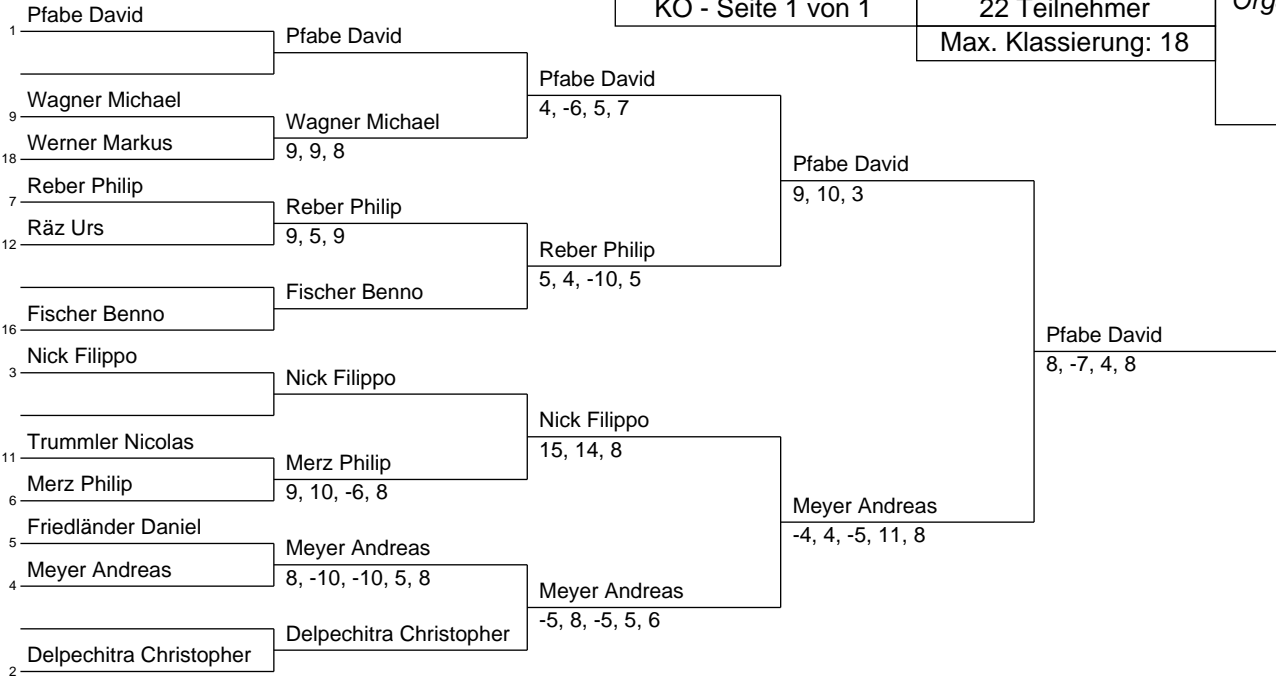 KO - Seite 1 von 1
22 Teilnehmer
Max. Klassierung: 18
1 Pfabe David
9 Wagner Michael
18 Werner Markus
7 Reber Philip
12 Räz Urs
16 Fischer Benno
3 Nick Filippo
11 Trummler Nicolas
6 Merz Philip
5 Friedländer Daniel
4 Meyer Andreas
2 Delpechitra Christopher
Pfabe David
Wagner Michael
9, 9, 8
Reber Philip
9, 5, 9
Fischer Benno
Nick Filippo
Merz Philip
9, 10, -6, 8
Meyer Andreas
8, -10, -10, 5, 8
Delpechitra Christopher
Pfabe David
4, -6, 5, 7
Reber Philip
5, 4, -10, 5
Nick Filippo
15, 14, 8
Meyer Andreas
-5, 8, -5, 5, 6
Pfabe David
9, 10, 3
Meyer Andreas
-4, 4, -5, 11, 8
Pfabe David
8, -7, 4, 8